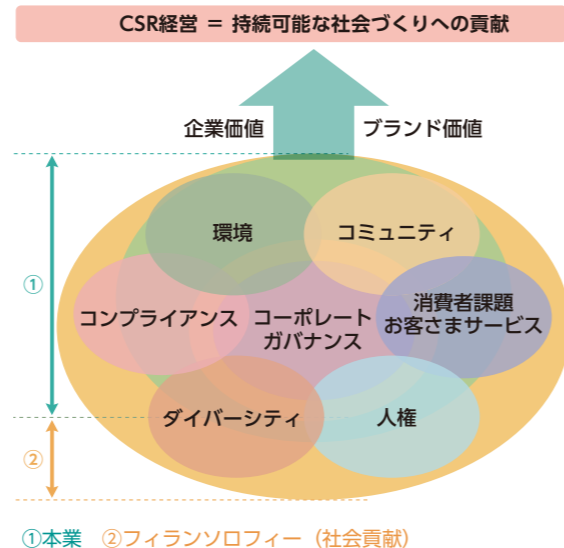 CSR経営 = 持続可能な社会づくりへの貢献
企業価値
ブランド価値
環境
コミュニティ
①
コンプライアンス
コーポレート
ガバナンス
消費者課題
お客さまサービス
ダイバーシティ
人権
②
①本業 ②フィランソロフィー（社会貢献）